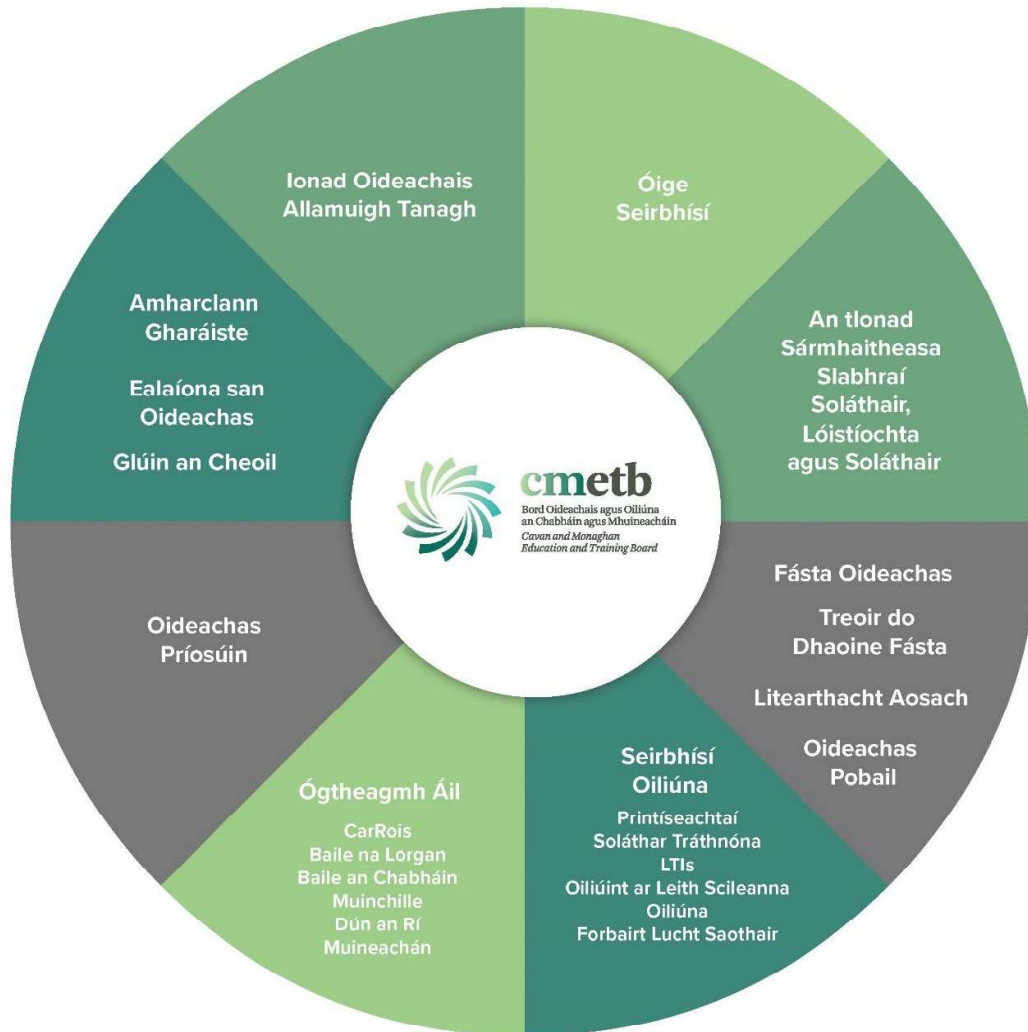 Ionad Oideachais
Allamuigh Tanagh
Óige
Seirbhísí
Amharclann
Gharáiste
Ealaíona san
Oideachas
Glúin an Cheoil
An tIonad
Sármhaitheasa
Slabhraí
Soláthair,
Lóistíochta
agus Soláthair
cmetb
Bord Oideachais agus Oiliúna
an Chabháin agus Mhuineacháin
Cavan and Monaghan
Education and Training Board
Oideachas
Príosúin
Fásta Oideachas
Treoir do
Dhaoine Fásta
Litearthacht Aosach
Oideachas
Pobail
Ógtheagmh Áil
CarRois
Baile na Lorgan
Baile an Chabháin
Muinchille
Dún an Rí
Muineachán
Seirbhísí
Oiliúna
Printíseachtaí
Soláthar Tráthnóna
LTIs
Oiliúint ar Leith Scileanna
Oiliúna
Forbairt Lucht Saothair